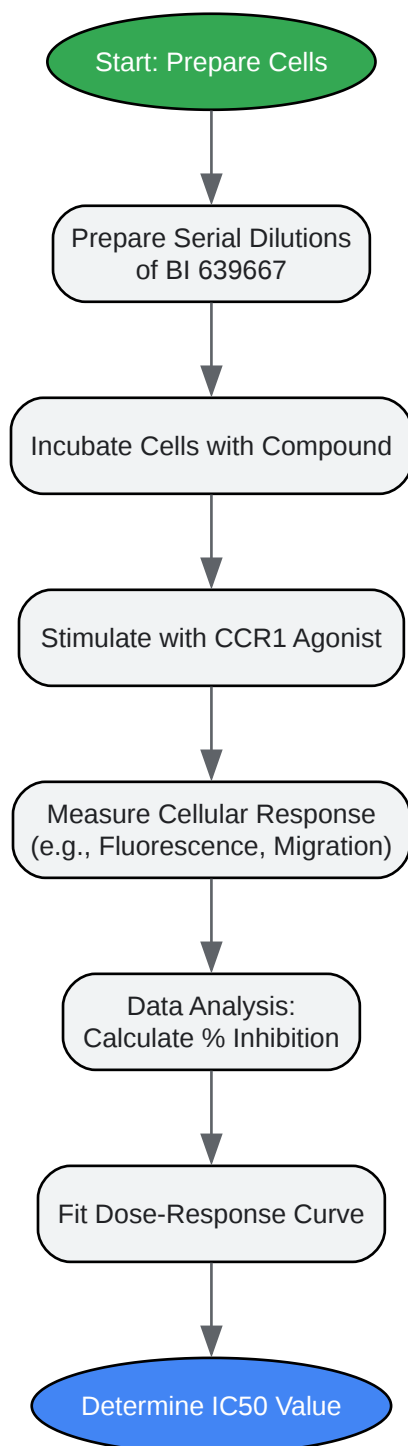 Start: Prepare Cells
Prepare Serial Dilutions
of BI 639667
Incubate Cells with Compound
Stimulate with CCR1 Agonist
Measure Cellular Response
(e.g., Fluorescence, Migration)
Data Analysis:
Calculate % Inhibition
Fit Dose-Response Curve
Determine IC50 Value